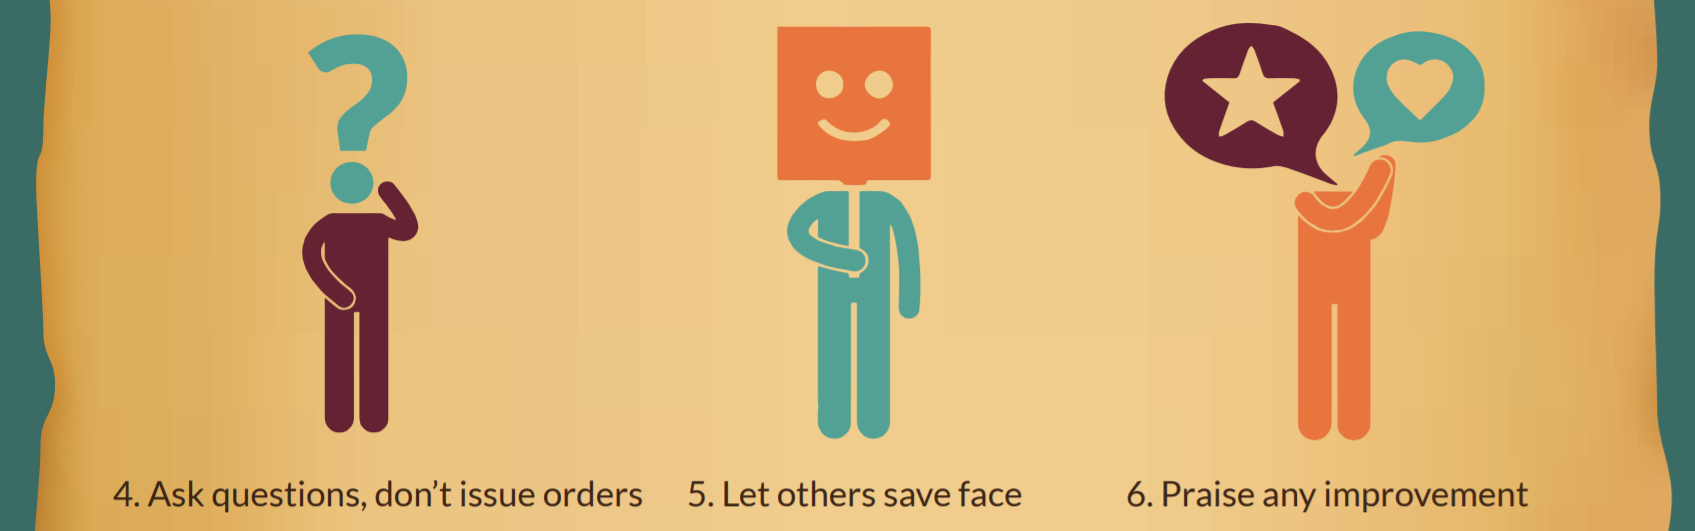 4. Ask questions, don’t issue orders
5. Let others save face
6. Praise any improvement